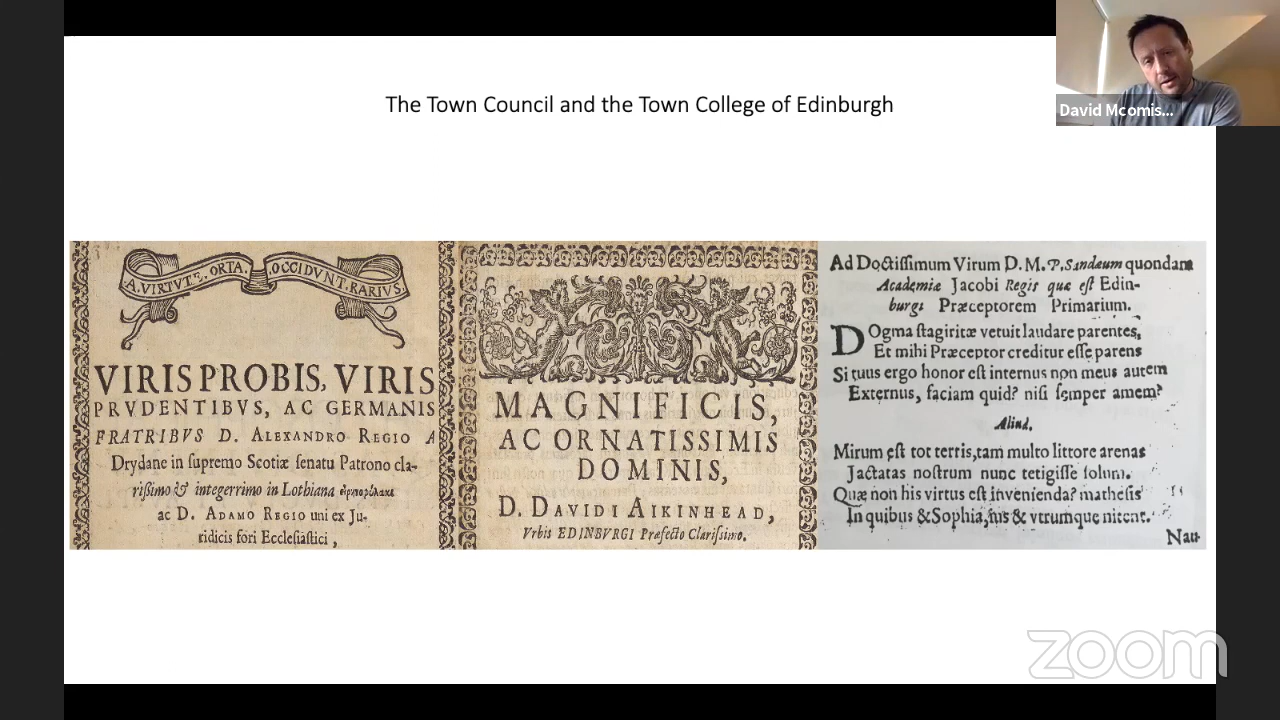 The Town Council and the Town College of Edinburgh
David Mcomis...
A.VIRTVTE.ORTA.OCCIDVNT.RARIVS.
VIRIS PROBIS, VIRIS
PRVDENTIBVS, AC GERMANIS
FRATRIBVS D. ALEXANDRO REGIO A
Drydane in ſupremo Scotiæ ſenatu Patrono cla-
riſſimo & integerrimo in Lothiana
ac D. ADAMO REGIO uni ex Ju-
ridicis fori Eccleſiaſtici,
MAGNIFICIS,
AC ORNATISSIMIS
DOMINIS,
D. DAVIDI AIKINHEAD,
Vrbis EDINBVRGI Præfecto Clariſſimo.
Ad Doctiſſimum Virum D. M. P. Sandæum quondam
Academiæ Jacobi Regis quæ eſt Edin-
burgi Præceptorem Primarium.
DOgma ſtagiritæ vetuit laudare parentes,
Et mihi Præceptor creditur eſſe parens
Si tuus ergo honor eſt internus non meus autem
Externus, faciam quid? niſi ſemper amem?
Aliud.
Mirum eſt tot terris, tam multo littore arenas
Jactatas noſtrum nunc tetigiſſe ſolum.
Quæ non his virtus eſt invenienda? matheſis
In quibus & Sophia, ius & vtrumque nitent.
Nau-
zoom